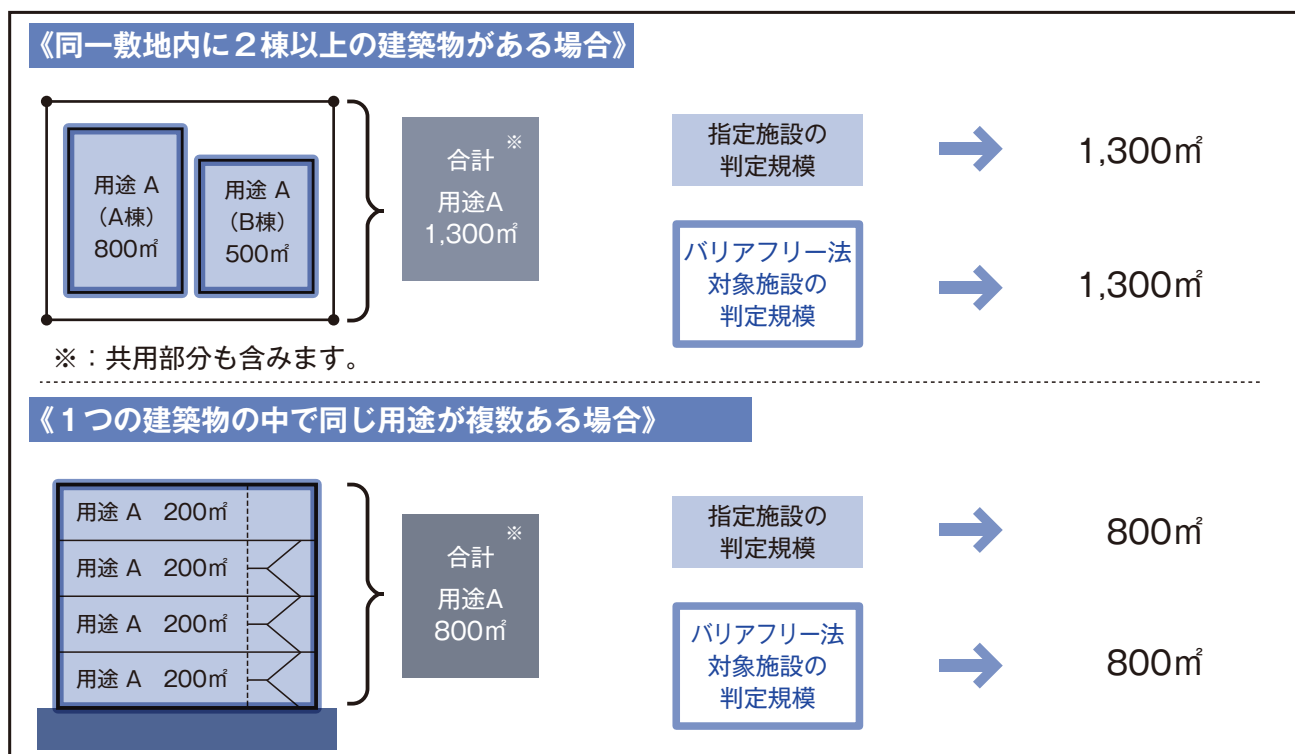 《同一敷地内に２棟以上の建築物がある場合》
用途 A
（A棟）
800㎡
用途 A
（B棟）
500㎡
合計※
用途A
1,300㎡
指定施設の
判定規模
1,300㎡
バリアフリー法
対象施設の
判定規模
1,300㎡
※：共用部分も含みます。
《１つの建築物の中で同じ用途が複数ある場合》
用途 A 200㎡
用途 A 200㎡
用途 A 200㎡
用途 A 200㎡
合計※
用途A
800㎡
指定施設の
判定規模
800㎡
バリアフリー法
対象施設の
判定規模
800㎡